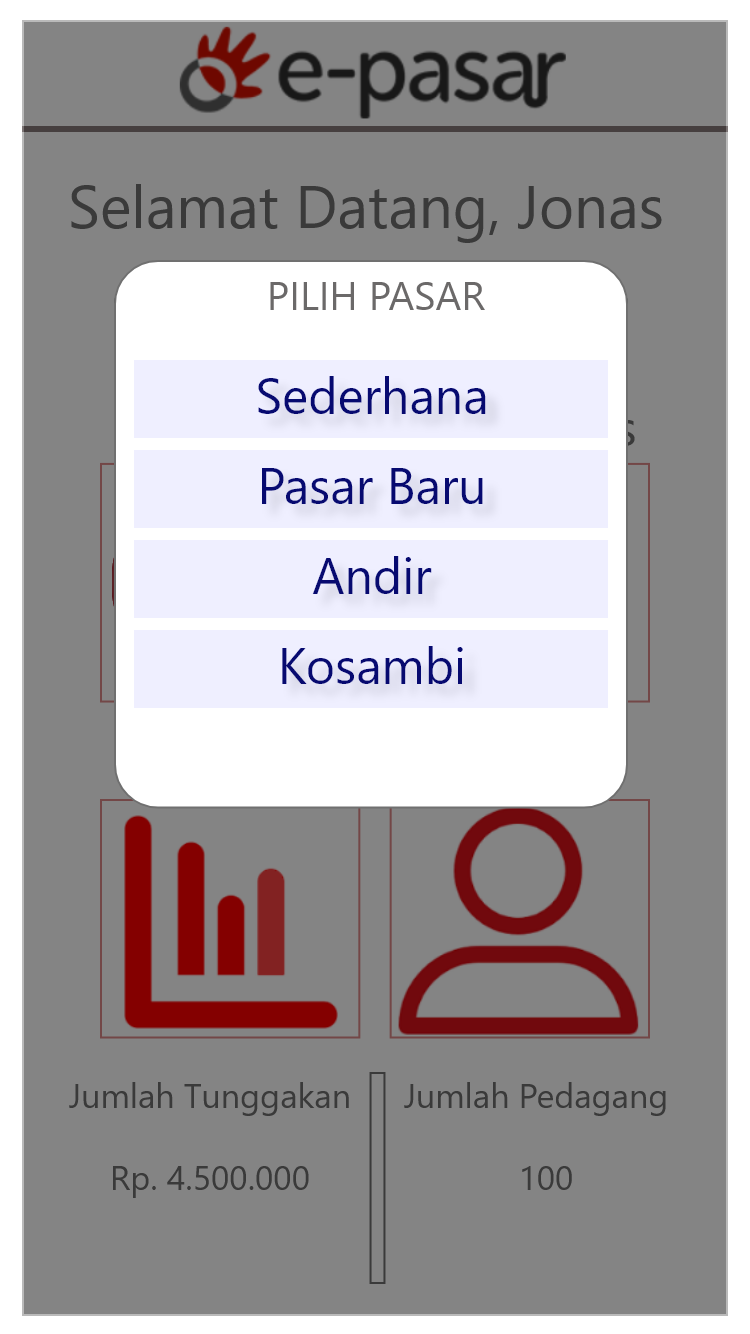 e-pasar
Selamat Datang, Jonas
PILIH PASAR
Sederhana
Pasar Baru
Andir
Kosambi
Jumlah Tunggakan
Rp. 4.500.000
Jumlah Pedagang
100